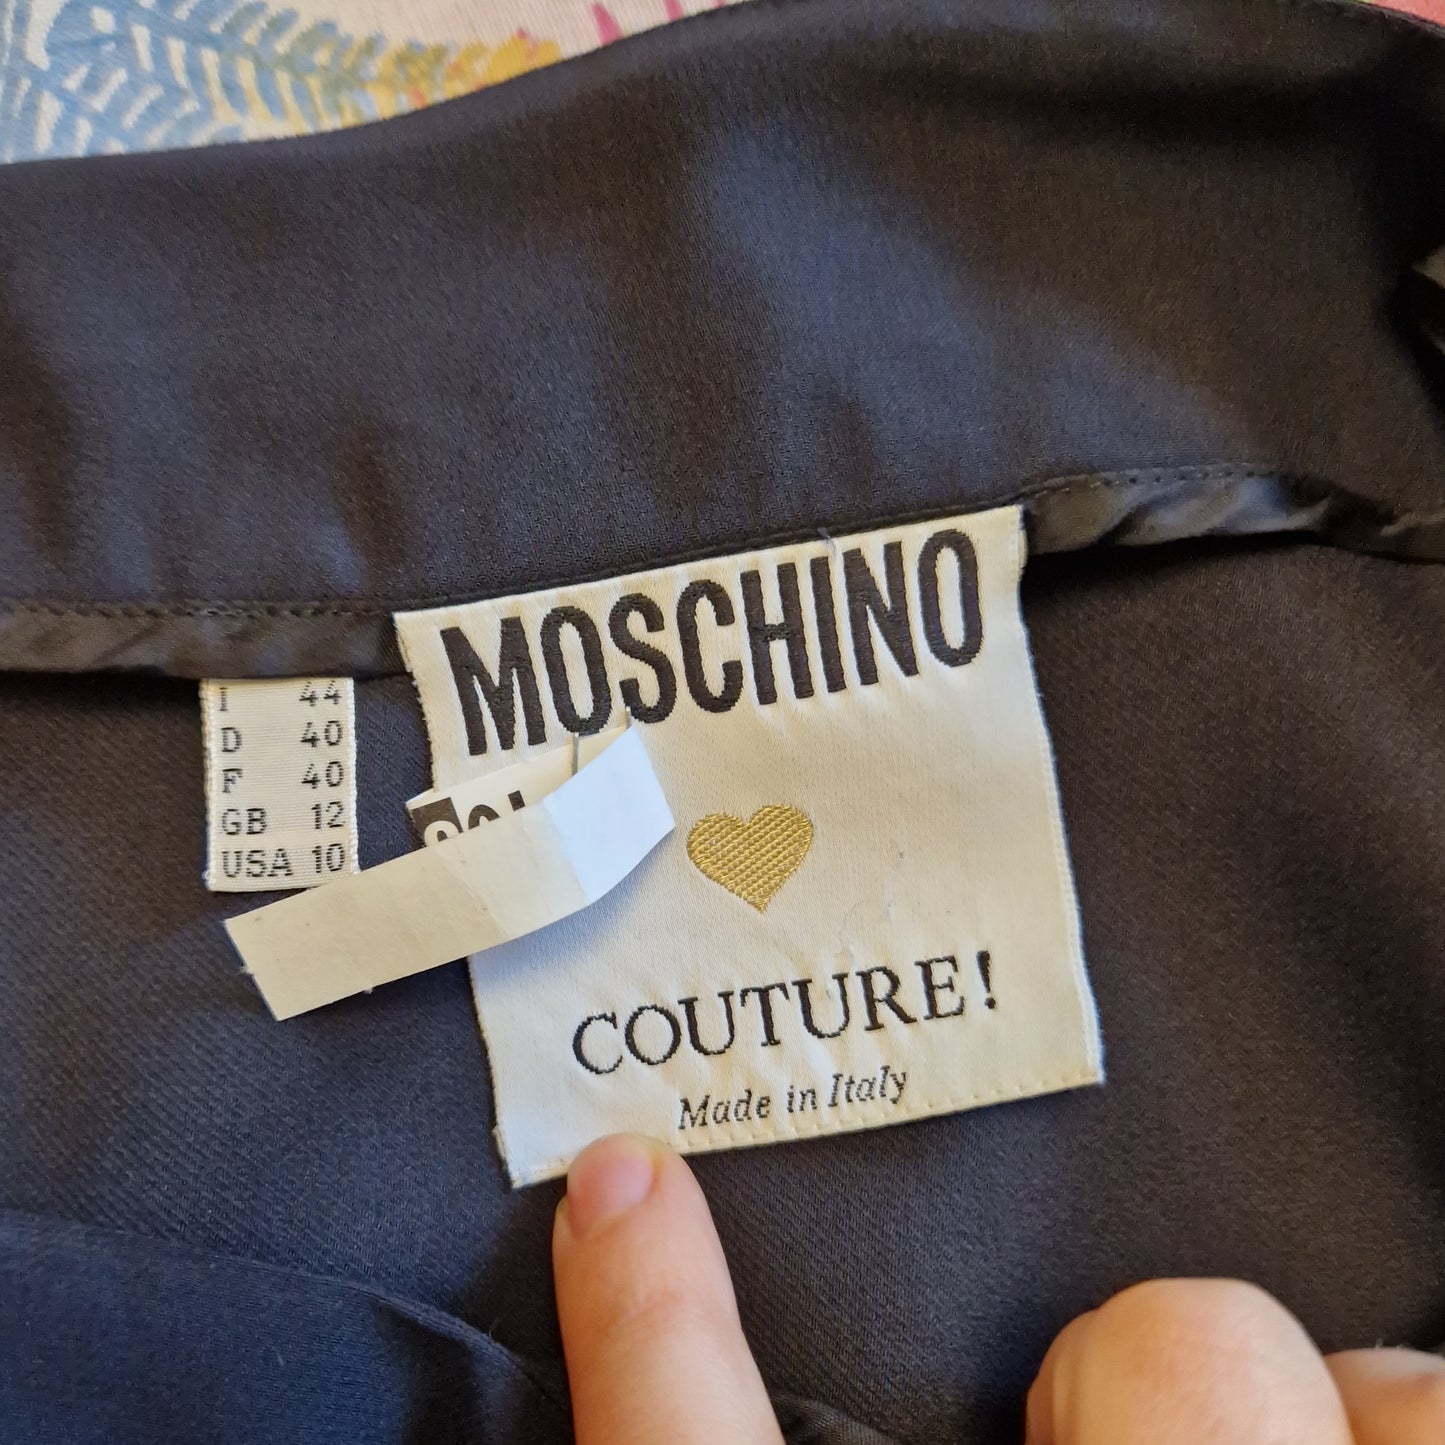 MOSCHINO
COUTURE!
Made in Italy
I 44
D 40
F 40
GB 12
USA 10